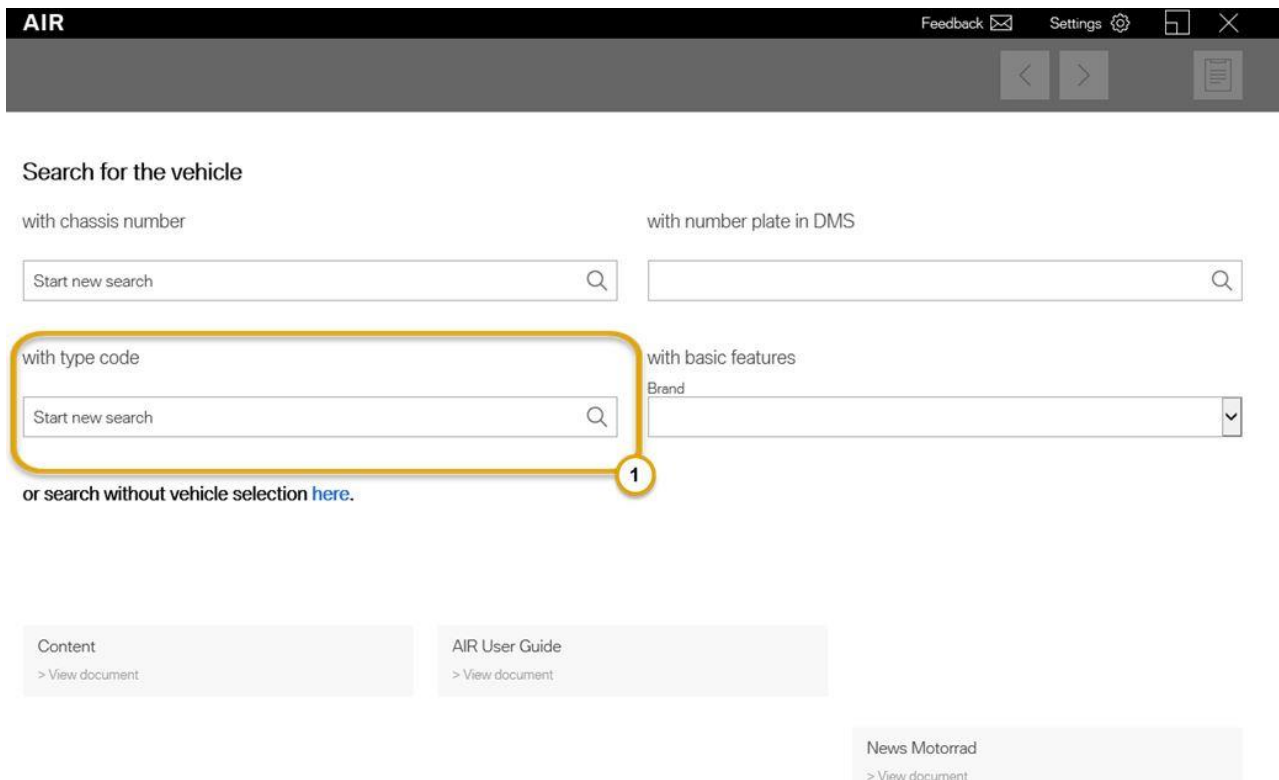 AIR
Feedback
Settings
Search for the vehicle
with chassis number
with number plate in DMS
Start new search
with type code
with basic features
Brand
Start new search
1
or search without vehicle selection here.
Content
> View document
AIR User Guide
> View document
News Motorrad
> View document